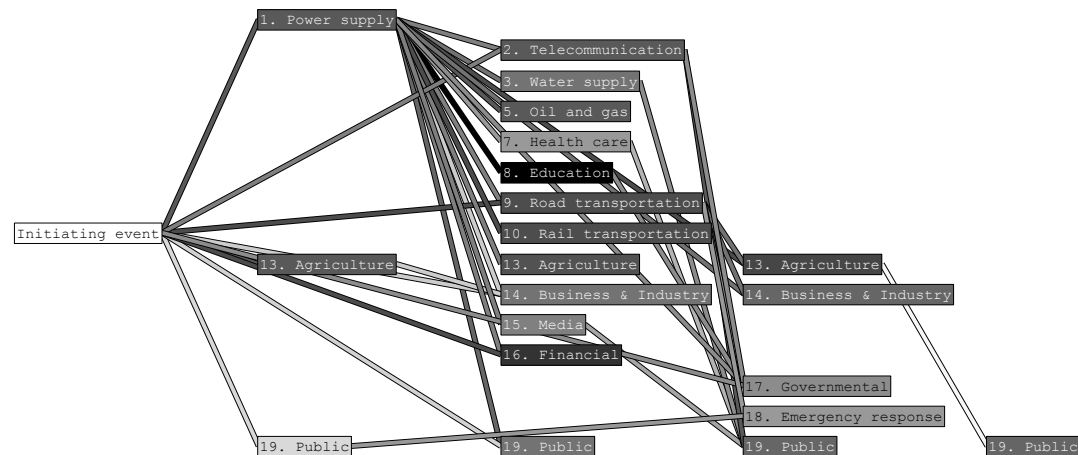 1. Power supply
2. Telecommunication
3. Water supply
5. Oil and gas
7. Health care
8. Education
9. Road transportation
Initiating event
10. Rail transportation
13. Agriculture
13. Agriculture
13. Agriculture
14. Business & Industry
14. Business & Industry
15. Media
16. Financial
17. Governmental
18. Emergency response
19. Public
19. Public
19. Public
19. Public